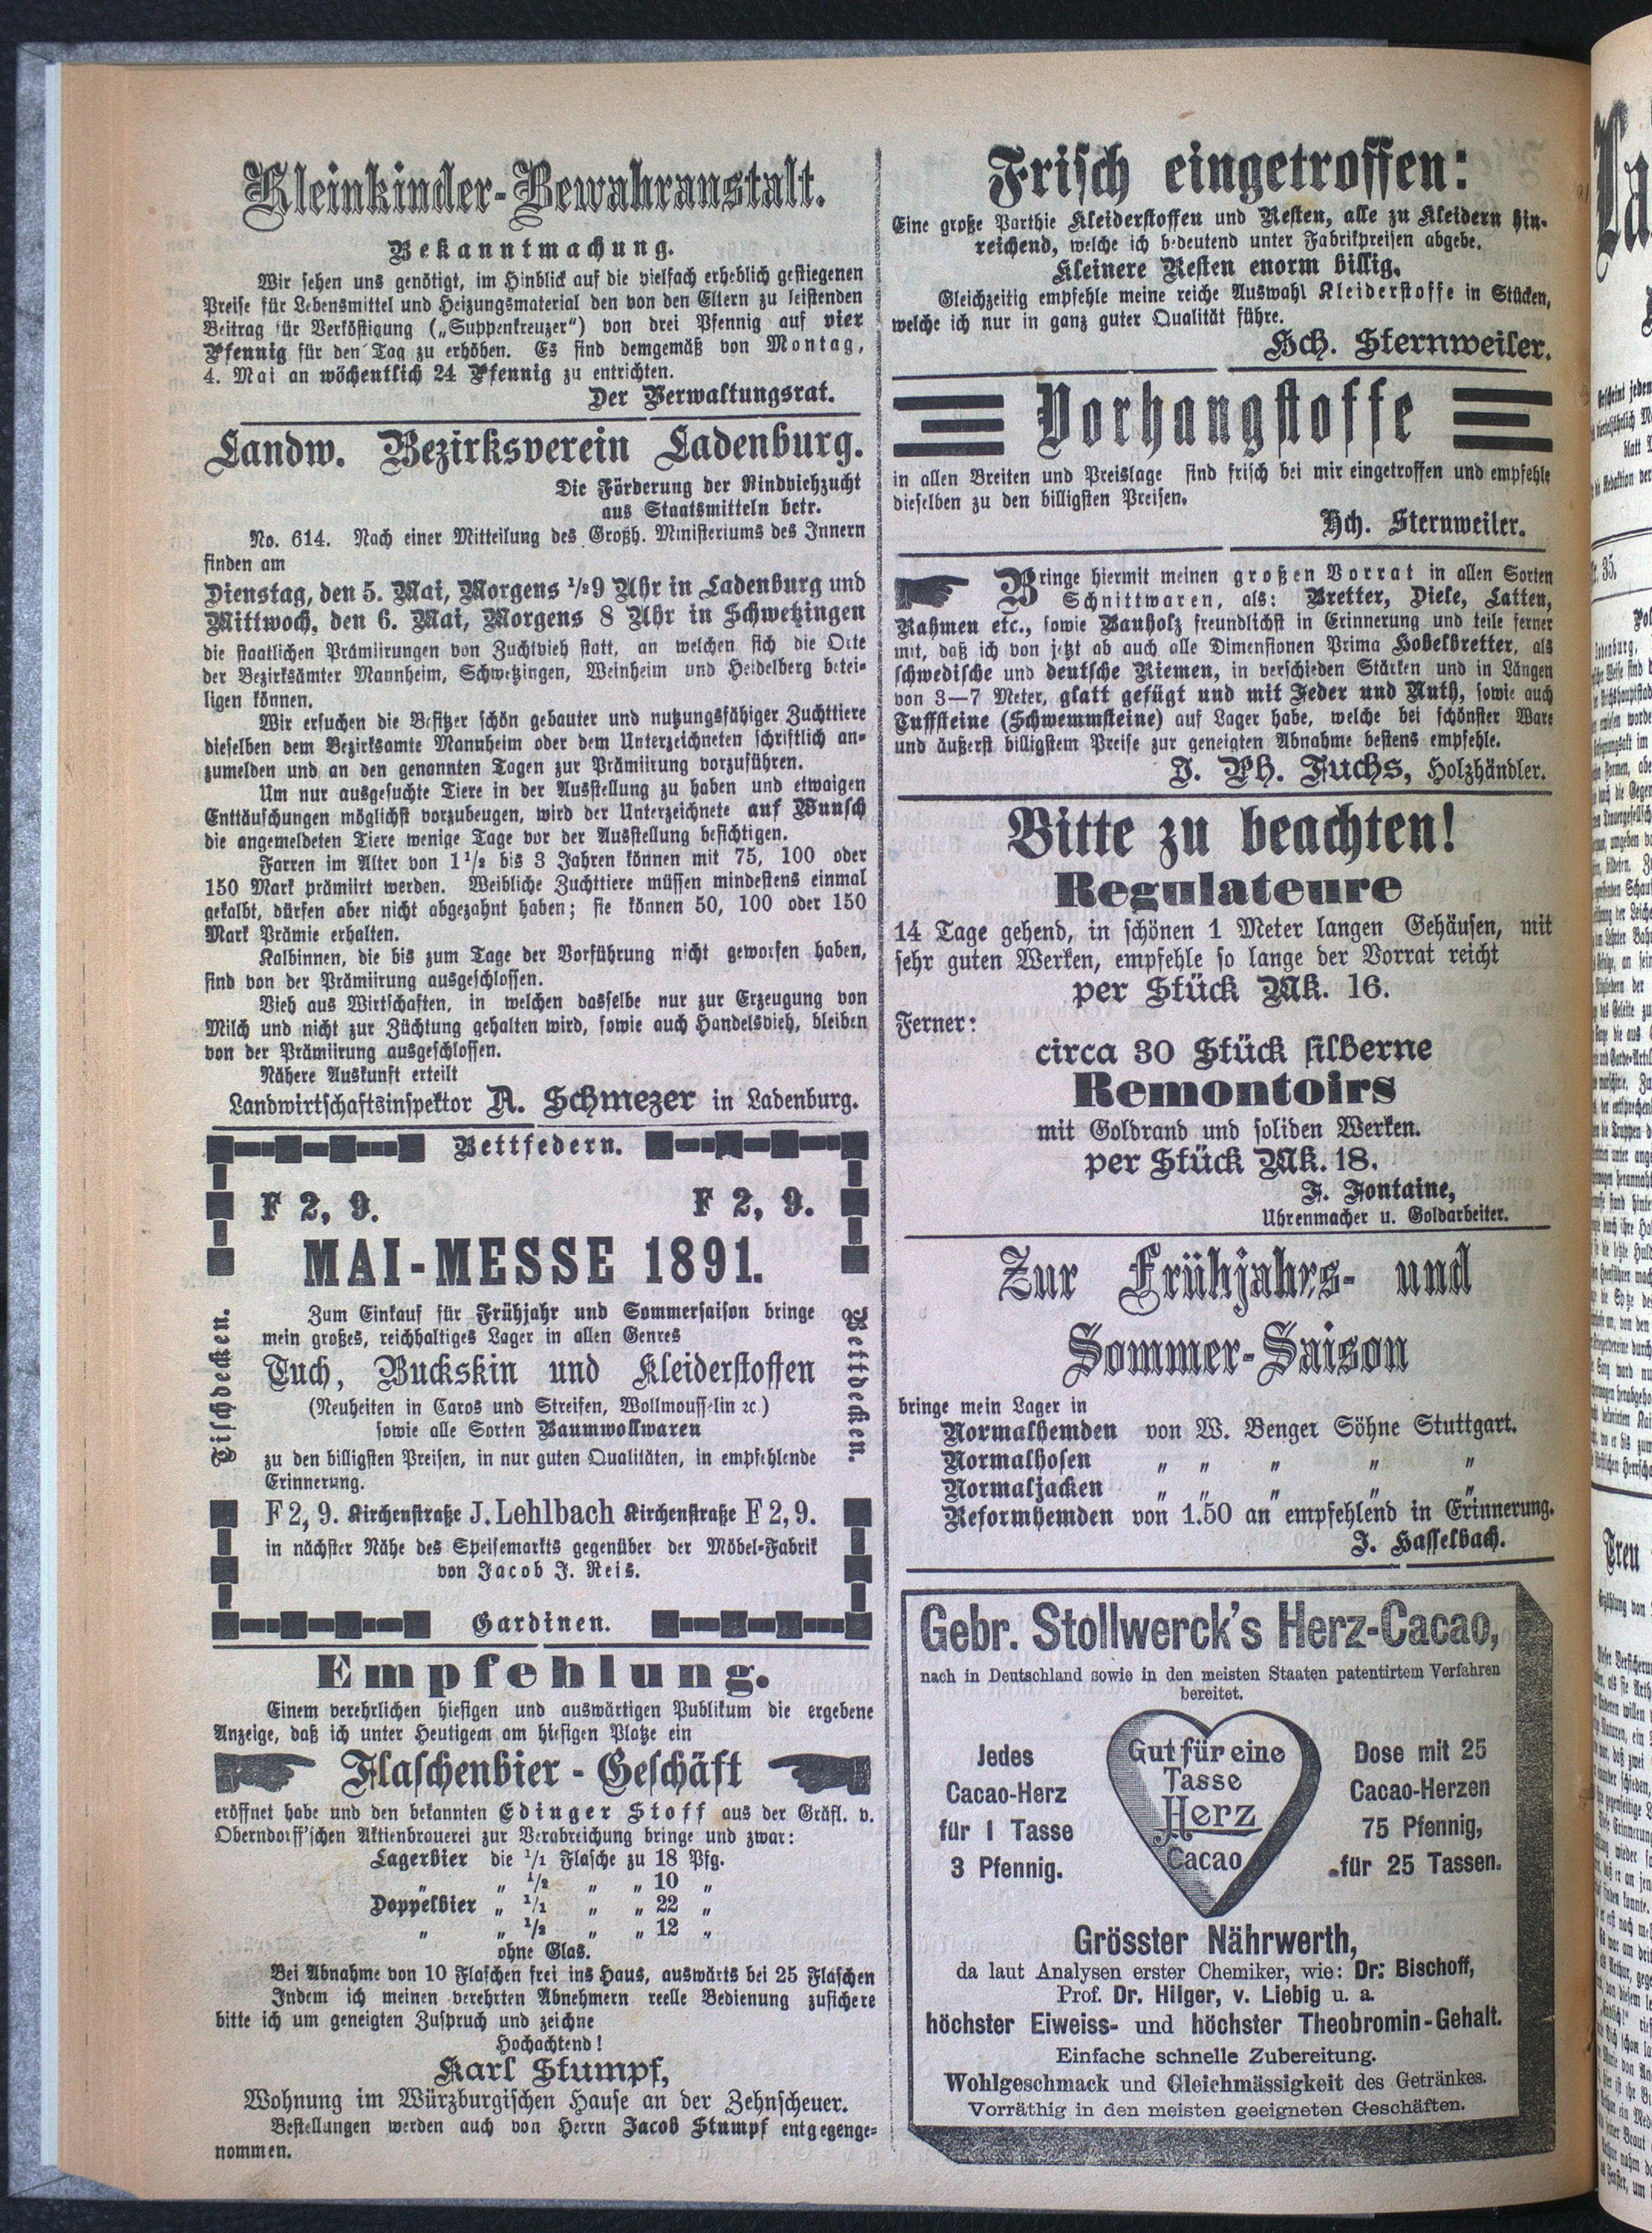 Kleinkinder-Bewahranstalt.
Bekanntmachung.
Wir sehen uns genötigt, im Hinblick auf die vielfach erheblich gestiegenen
Preise für Lebensmittel und Heizungsmaterial den von den Eltern zu leistenden
Beitrag für Verköstigung („Suppenkreuzer“) von drei Pfennig auf vier
Pfennig für den Tag zu erhöhen. Es sind demgemäß von Montag,
4. Mai an wöchentlich 24 Pfennig zu entrichten.
Der Verwaltungsrat.
Landw. Bezirksverein Ladenburg.
Die Förderung der Rindviehzucht
aus Staatsmitteln betr.
No. 614. Nach einer Mitteilung des Großh. Ministeriums des Innern
finden am
Dienstag, den 5. Mai, Morgens 1/29 Uhr in Ladenburg und
Mittwoch, den 6. Mai, Morgens 8 Uhr in Schwetzingen
die staatlichen Prämiirungen von Zuchtvieh statt, an welchen sich die Orte
der Bezirksämter Mannheim, Schwetzingen, Weinheim und Heidelberg betei-
ligen können.
Wir ersuchen die Besitzer schön gebauter und nutzungsfähiger Zuchttiere
dieselben dem Bezirksamte Mannheim oder dem Unterzeichneten schriftlich an-
zumelden und an den genannten Tagen zur Prämiirung vorzuführen.
Um nur ausgesuchte Tiere in der Ausstellung zu haben und etwaigen
Enttäuschungen möglichst vorzubeugen, wird der Unterzeichnete auf Wunsch
die angemeldeten Tiere wenige Tage vor der Ausstellung besichtigen.
Farren im Alter von 1 1/2 bis 3 Jahren können mit 75, 100 oder
150 Mark prämiirt werden. Weibliche Zuchttiere müssen mindestens einmal
gekalbt, dürfen aber nicht abgezahnt haben; sie können 50, 100 oder 150
Mark Prämie erhalten.
Kalbinnen, die bis zum Tage der Vorführung nicht geworfen haben,
sind von der Prämiirung ausgeschlossen.
Vieh aus Wirtschaften, in welchen dasselbe nur zur Erzeugung von
Milch und nicht zur Züchtung gehalten wird, sowie auch Handelsvieh, bleiben
von der Prämiirung ausgeschlossen.
Nähere Auskunft erteilt
Landwirtschaftsinspektor A. Schmezer in Ladenburg.
Bettfedern.
F 2, 9. F 2, 9.
MAI-MESSE 1891.
Tischdecken.
Zum Einkauf für Frühjahr und Sommersaison bringe
mein großes, reichhaltiges Lager in allen Genres
Tuch, Buckskin und Kleiderstoffen
(Neuheiten in Caros und Streifen, Wollmousselin ꝛc.)
sowie alle Sorten Baumwollwaren
zu den billigsten Preisen, in nur guten Qualitäten, in empfehlende
Erinnerung.
Bettdecken.
F 2, 9. Kirchenstraße J. Lehlbach Kirchenstraße F 2, 9.
in nächster Nähe des Speisemarkts gegenüber der Möbel-Fabrik
von Jacob J. Reis.
Gardinen.
Empfehlung.
Einem verehrlichen hiesigen und auswärtigen Publikum die ergebene
Anzeige, daß ich unter Heutigem am hiesigen Platze ein
Flaschenbier-Geschäft
eröffnet habe und den bekannten Edinger Stoff aus der Gräfl. v.
Oberndorff'schen Aktienbrauerei zur Verabreichung bringe und zwar:
Lagerbier die 1/1 Flasche zu 18 Pfg.
„ „ 1/2 „ „ 10 „
Doppelbier „ 1/1 „ „ 22 „
„ „ 1/2 „ „ 12 „
ohne Glas.
Bei Abnahme von 10 Flaschen frei ins Haus, auswärts bei 25 Flaschen
Indem ich meinen verehrten Abnehmern reelle Bedienung zusichere
bitte ich um geneigten Zuspruch und zeichne
Hochachtend!
Karl Stumpf,
Wohnung im Würzburgischen Hause an der Zehnscheuer.
Bestellungen werden auch von Herrn Jacob Stumpf entgegenge-
nommen.
Frisch eingetroffen:
Eine große Parthie Kleiderstoffen und Resten, alle zu Kleidern hin-
reichend, welche ich bedeutend unter Fabrikpreisen abgebe.
Kleinere Resten enorm billig.
Gleichzeitig empfehle meine reiche Auswahl Kleiderstoffe in Stücken,
welche ich nur in ganz guter Qualität führe.
Hch. Sternweiler.
Vorhangstoffe
in allen Breiten und Preislage sind frisch bei mir eingetroffen und empfehle
dieselben zu den billigsten Preisen.
Hch. Sternweiler.
Bringe hiermit meinen großen Vorrat in allen Sorten
Schnittwaren, als: Bretter, Diele, Latten,
Rahmen etc., sowie Bauholz freundlichst in Erinnerung und teile ferner
mit, daß ich von jetzt ab auch alle Dimensionen Prima Hobelbretter, als
schwedische und deutsche Riemen, in verschieden Stärken und in Längen
von 3—7 Meter, glatt gefügt und mit Feder und Nuth, sowie auch
Tuffsteine (Schwemmsteine) auf Lager habe, welche bei schönster Ware
und äußerst billigstem Preise zur geneigten Abnahme bestens empfehle.
J. Ph. Fuchs, Holzhändler.
Bitte zu beachten!
Regulateure
14 Tage gehend, in schönen 1 Meter langen Gehäusen, mit
sehr guten Werken, empfehle so lange der Vorrat reicht
per Stück Mk. 16.
Ferner:
circa 30 Stück silberne
Remontoirs
mit Goldrand und soliden Werken.
per Stück Mk. 18.
F. Fontaine,
Uhrenmacher u. Goldarbeiter.
Zur Frühjahrs- und
Sommer-Saison
bringe mein Lager in
Normalhemden von W. Benger Söhne Stuttgart.
Normalhosen „ „ „ „ „
Normaljacken „ „ „ „ „
Reformhemden von 1.50 an empfehlend in Erinnerung.
J. Hasselbach.
Gebr. Stollwerck's Herz-Cacao,
nach in Deutschland sowie in den meisten Staaten patentirtem Verfahren
bereitet.
Jedes
Cacao-Herz
für 1 Tasse
3 Pfennig.
Gut für eine
Tasse
Herz
Cacao
Dose mit 25
Cacao-Herzen
75 Pfennig,
für 25 Tassen.
Grösster Nährwerth,
da laut Analysen erster Chemiker, wie: Dr. Bischoff,
Prof. Dr. Hilger, v. Liebig u. a.
höchster Eiweiss- und höchster Theobromin-Gehalt.
Einfache schnelle Zubereitung.
Wohlgeschmack und Gleichmässigkeit des Getränkes.
Vorräthig in den meisten geeigneten Geschäften.